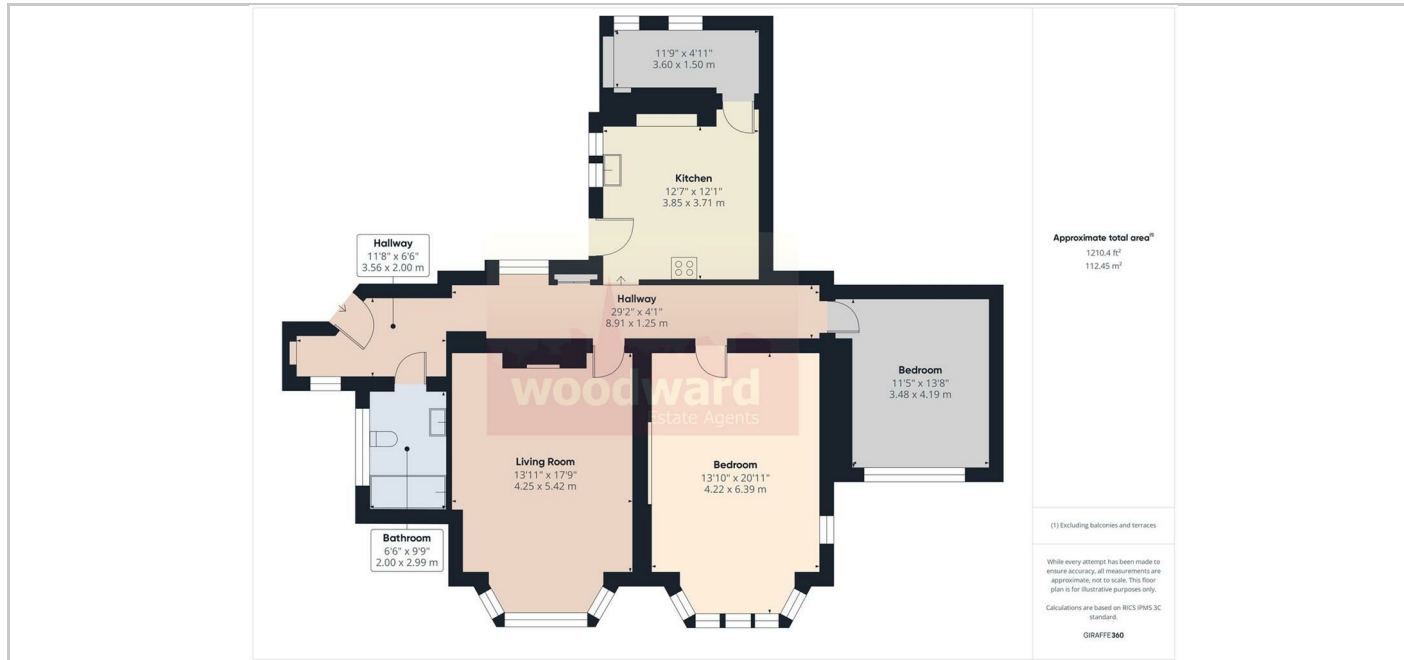 11'9" x 4'11"
3.60 x 1.50 m
Kitchen
12'7" x 12'1"
3.85 x 3.71 m
Hallway
11'8" x 6'6"
3.56 x 2.00 m
Hallway
29'2" x 4'1"
8.91 x 1.25 m
Bedroom
11'5" x 13'8"
3.48 x 4.19 m
woodward
Estate Agents
Living Room
13'11" x 17'9"
4.25 x 5.42 m
Bedroom
13'10" x 20'11"
4.22 x 6.39 m
Bathroom
6'6" x 9'9"
2.00 x 2.99 m
Approximate total area⁽¹⁾
1210.4 ft²
112.45 m²
(1) Excluding balconies and terraces
While every attempt has been made to
ensure accuracy, all measurements are
approximate, not to scale. This floor
plan is for illustrative purposes only.
Calculations are based on RICS IPMS 3C
standard.
GIRAFFE360